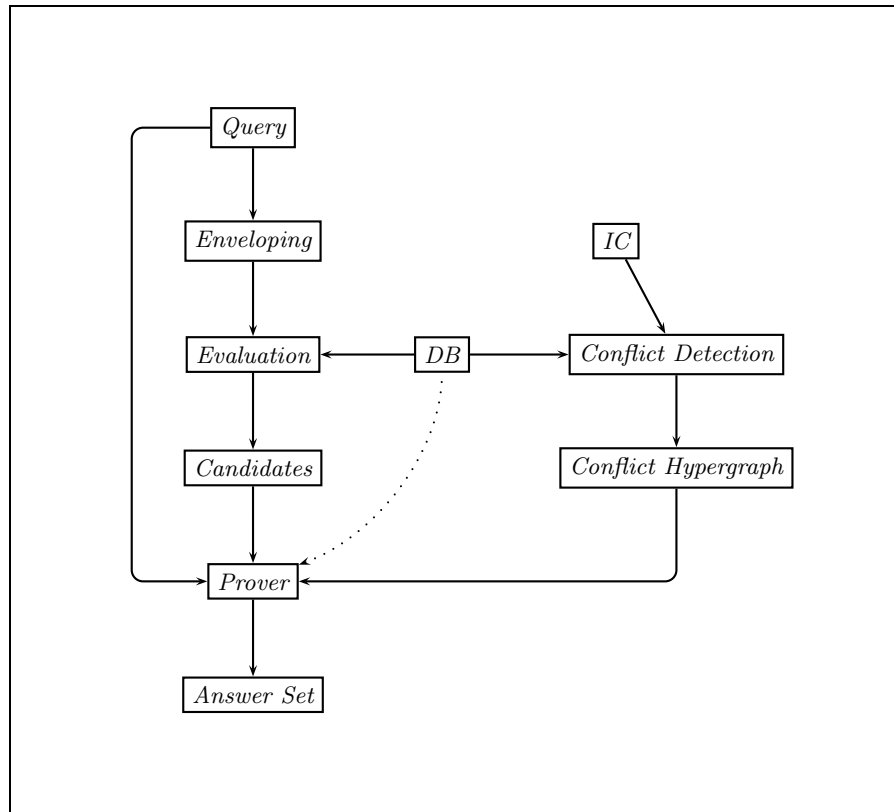 Query
Enveloping
IC
Evaluation
DB
Conflict Detection
Candidates
Conflict Hypergraph
Prover
Answer Set